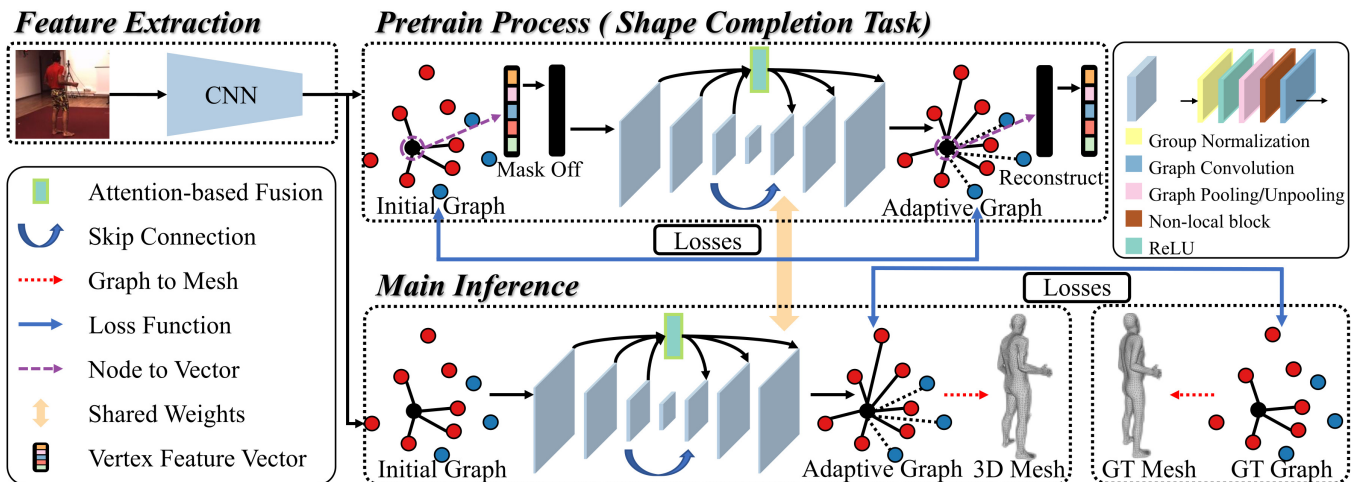 Feature Extraction
CNN
Pretrain Process ( Shape Completion Task)
Mask Off
Initial Graph
Reconstruct
Adaptive Graph
Losses
Group Normalization
Graph Convolution
Graph Pooling/Unpooling
Non-local block
ReLU
Attention-based Fusion
Skip Connection
Graph to Mesh
Loss Function
Node to Vector
Shared Weights
Vertex Feature Vector
Main Inference
Losses
Initial Graph
Adaptive Graph
3D Mesh
GT Mesh
GT Graph